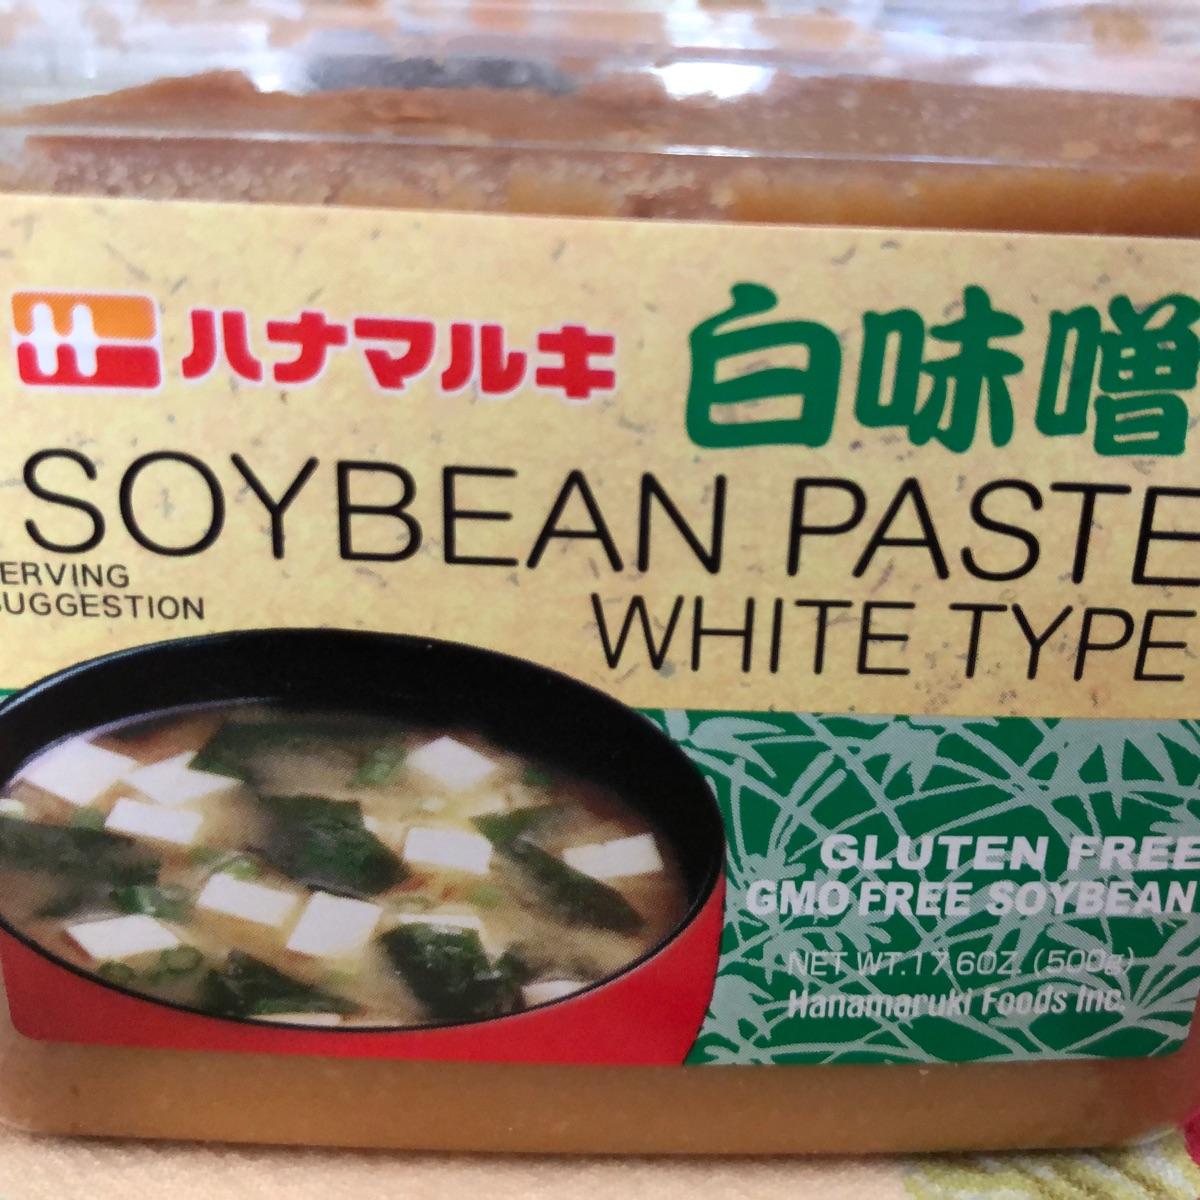 ハナマルキ
白味噌
SOYBEAN PASTE
ERVING
SUGGESTION
WHITE TYPE
GLUTEN FREE
GMO FREE SOYBEAN
NET WT.17.6OZ. (500g)
Hanamaruki Foods Inc.